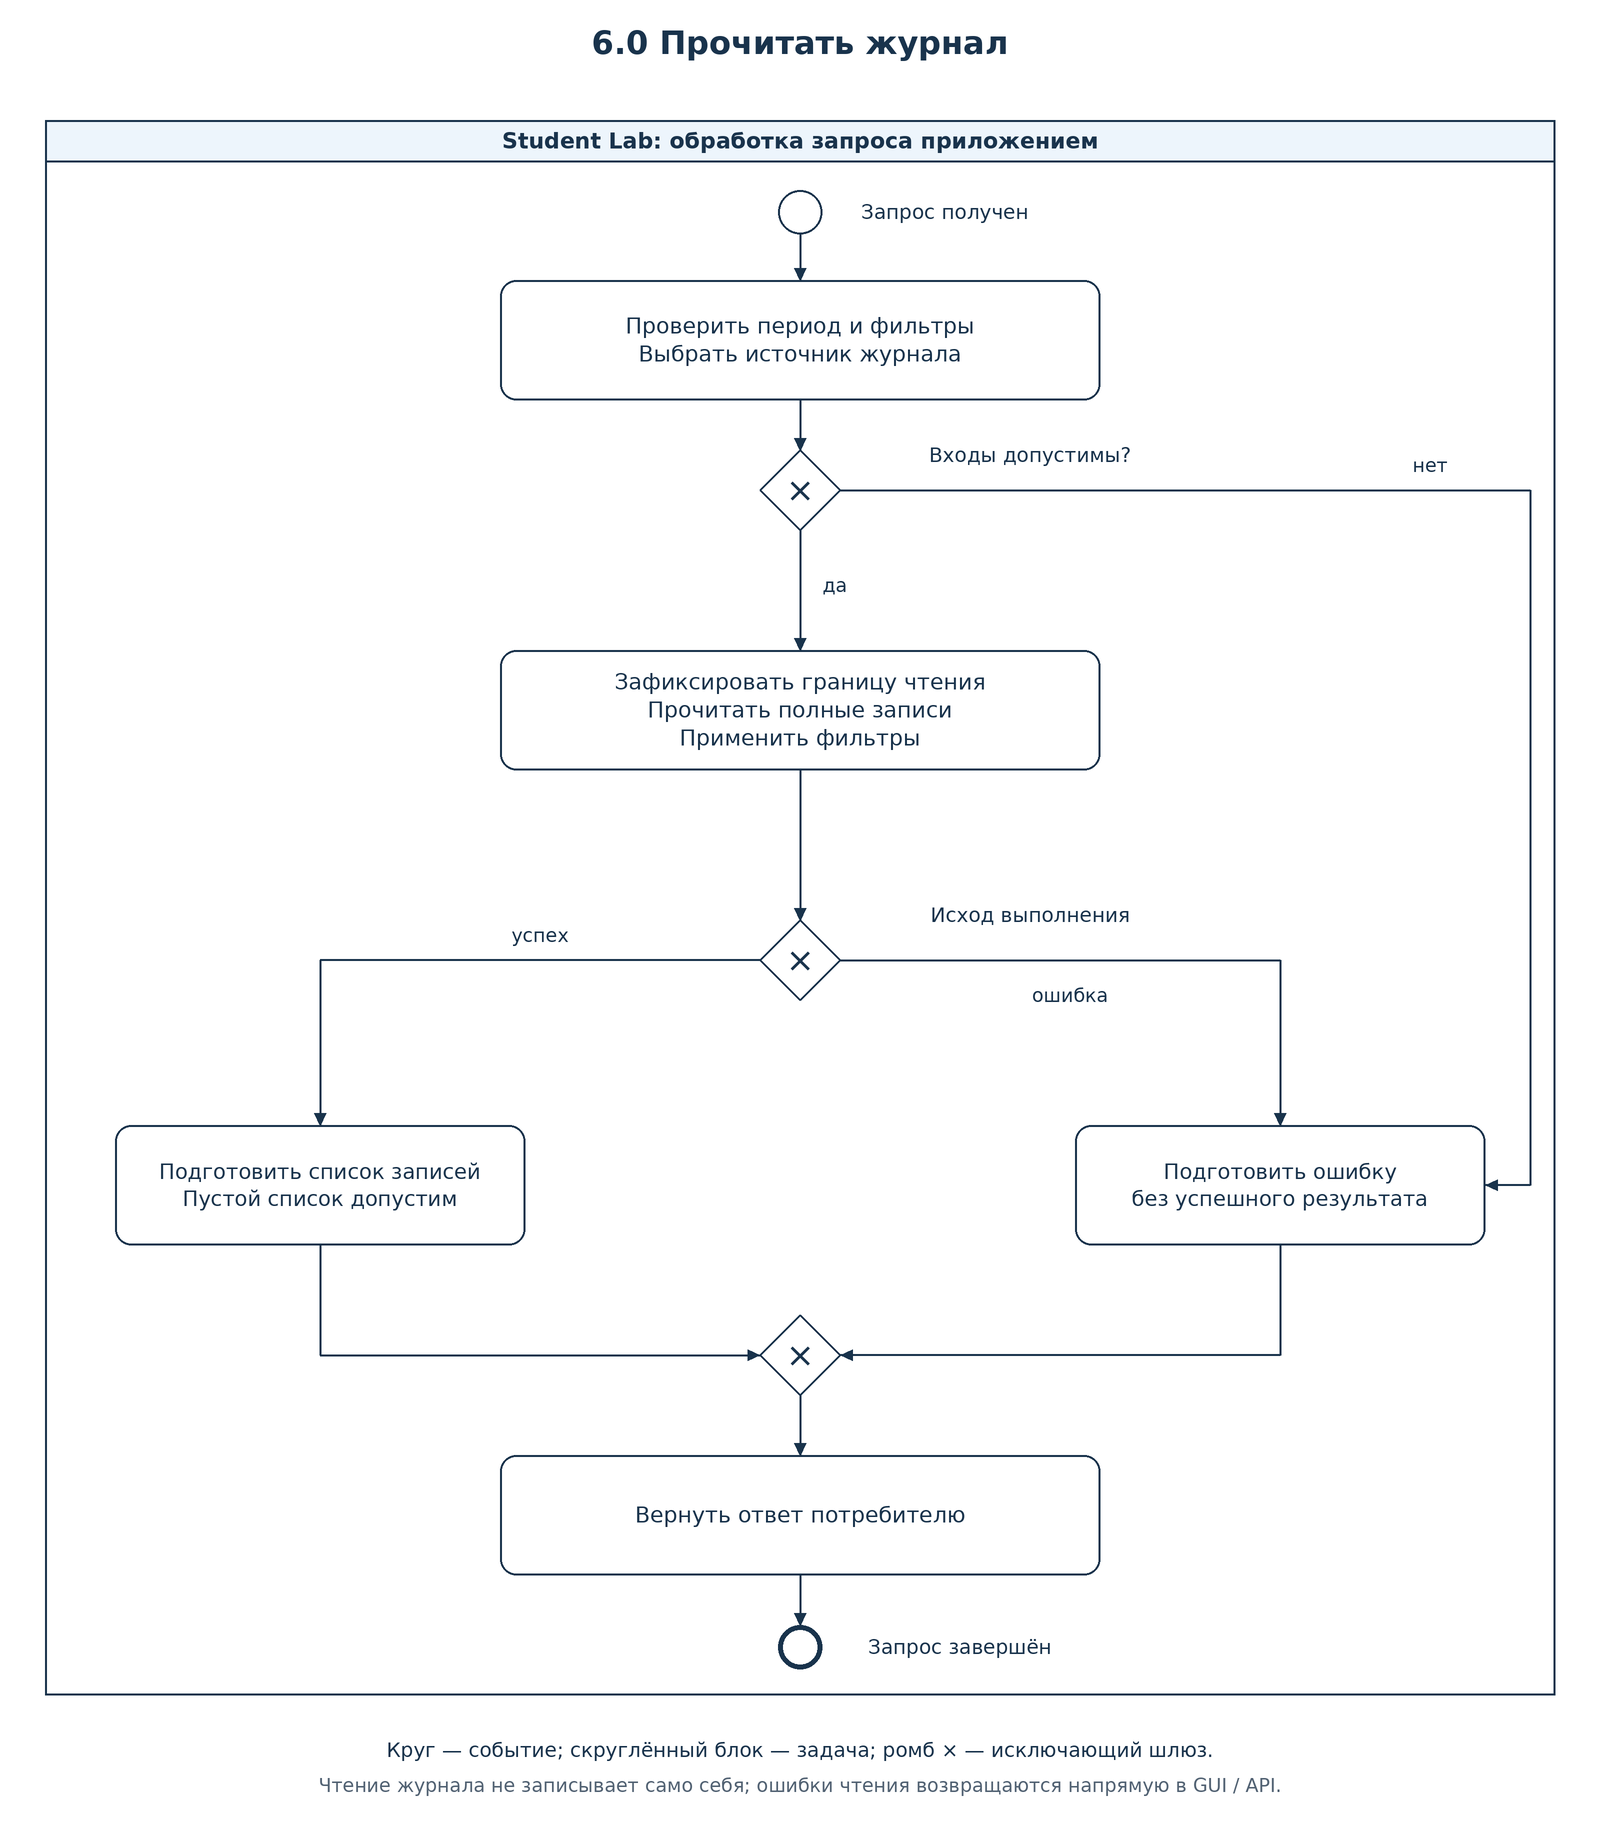 6.0 Прочитать журнал
Student Lab: обработка запроса приложением
Запрос получен
Проверить период и фильтры
Выбрать источник журнала
Входы допустимы?
нет
×
да
Зафиксировать границу чтения
Прочитать полные записи
Применить фильтры
Исход выполнения
успех
×
ошибка
Подготовить список записей
Пустой список допустим
Подготовить ошибку
без успешного результата
×
Вернуть ответ потребителю
Запрос завершён
Круг — событие; скруглённый блок — задача; ромб × — исключающий шлюз.
Чтение журнала не записывает само себя; ошибки чтения возвращаются напрямую в GUI / API.